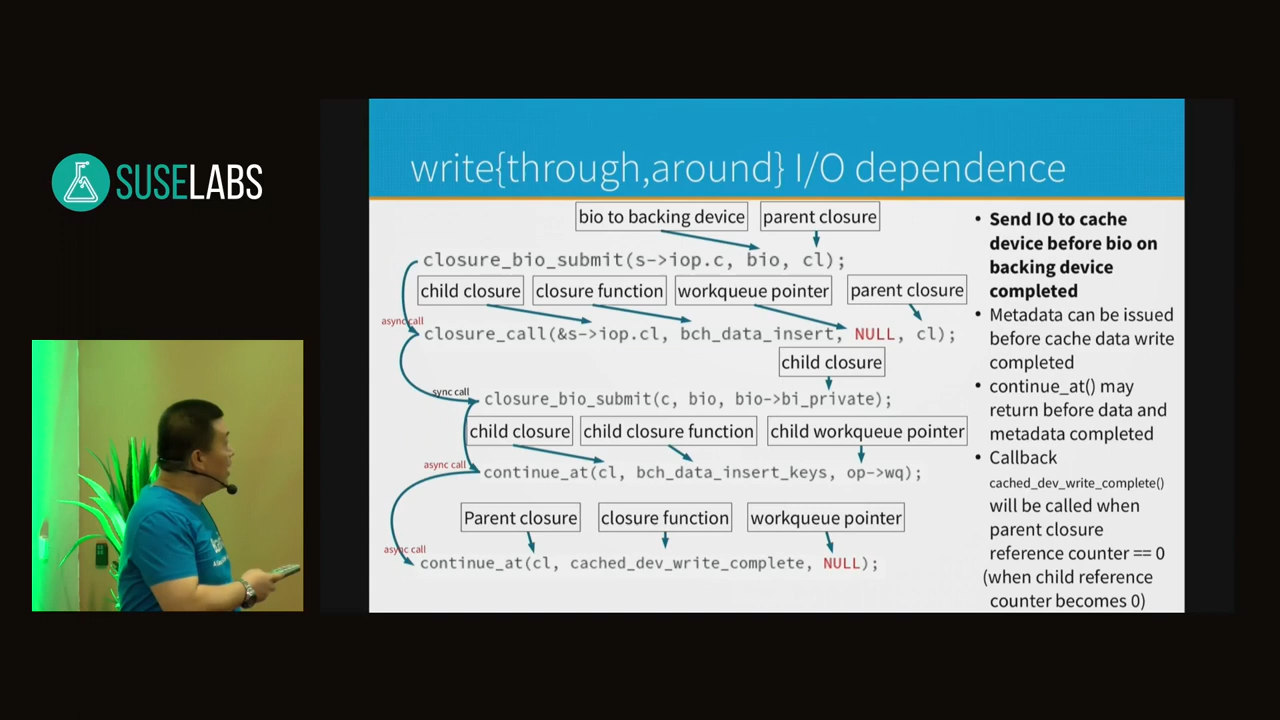 SUSELABS
write{through,around} I/O dependence
bio to backing device
parent closure
closure_bio_submit(s->iop.c, bio, cl);
child closure
closure function
workqueue pointer
parent closure
async call
closure_call(&s->iop.cl, bch_data_insert, NULL, cl);
child closure
sync call
closure_bio_submit(c, bio, bio->bi_private);
child closure
child closure function
child workqueue pointer
async call
continue_at(cl, bch_data_insert_keys, op->wq);
Parent closure
closure function
workqueue pointer
async call
continue_at(cl, cached_dev_write_complete, NULL);
• Send IO to cache
device before bio on
backing device
completed
• Metadata can be issued
before cache data write
completed
• continue_at() may
return before data and
metadata completed
• Callback
cached_dev_write_complete()
will be called when
parent closure
reference counter == 0
(when child reference
counter becomes 0)